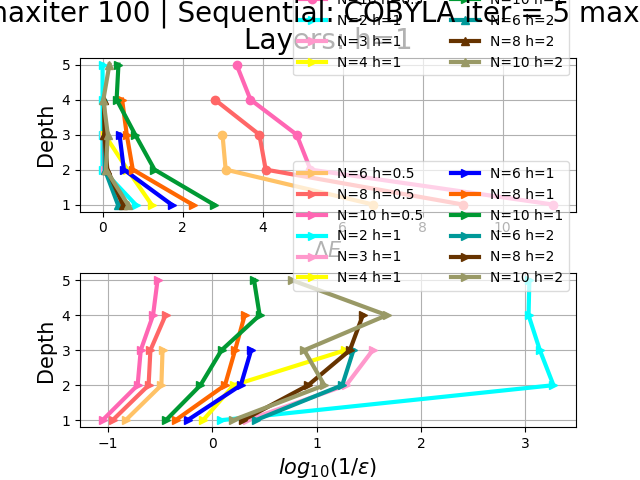 maxiter 100 | Sequential: COBYLA iter = 5 max
Layers: h=1
N=10 h=1
N=2 h=1 N=6 h=2
N=3 h=1 N=8 h=2
N=4 h=1 N=10 h=2
5
4
3
2
1
Depth
0 2 4 6 8 10
ΔE
N=6 h=0.5 N=6 h=1
N=8 h=0.5 N=8 h=1
N=10 h=0.5 N=10 h=1
N=2 h=1 N=6 h=2
N=3 h=1 N=8 h=2
N=4 h=1 N=10 h=2
5
4
3
2
1
Depth
−1 0 1 2 3
log₁₀(1/ε)